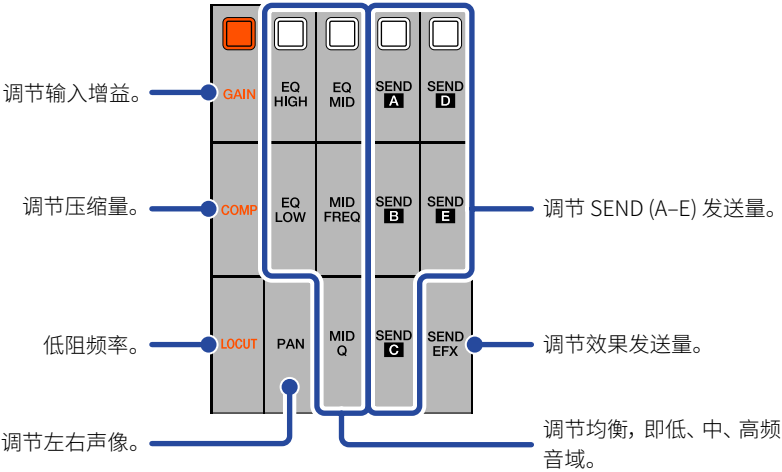 调节输入增益。
调节压缩量。
低阻频率。
调节左右声像。
GAIN
EQ
HIGH
EQ
MID
SEND
A
SEND
D
COMP
EQ
LOW
MID
FREQ
SEND
B
SEND
E
LOCUT
PAN
MID
Q
SEND
C
SEND
EFX
调节 SEND (A–E) 发送量。
调节效果发送量。
调节均衡，即低、中、高频
音域。